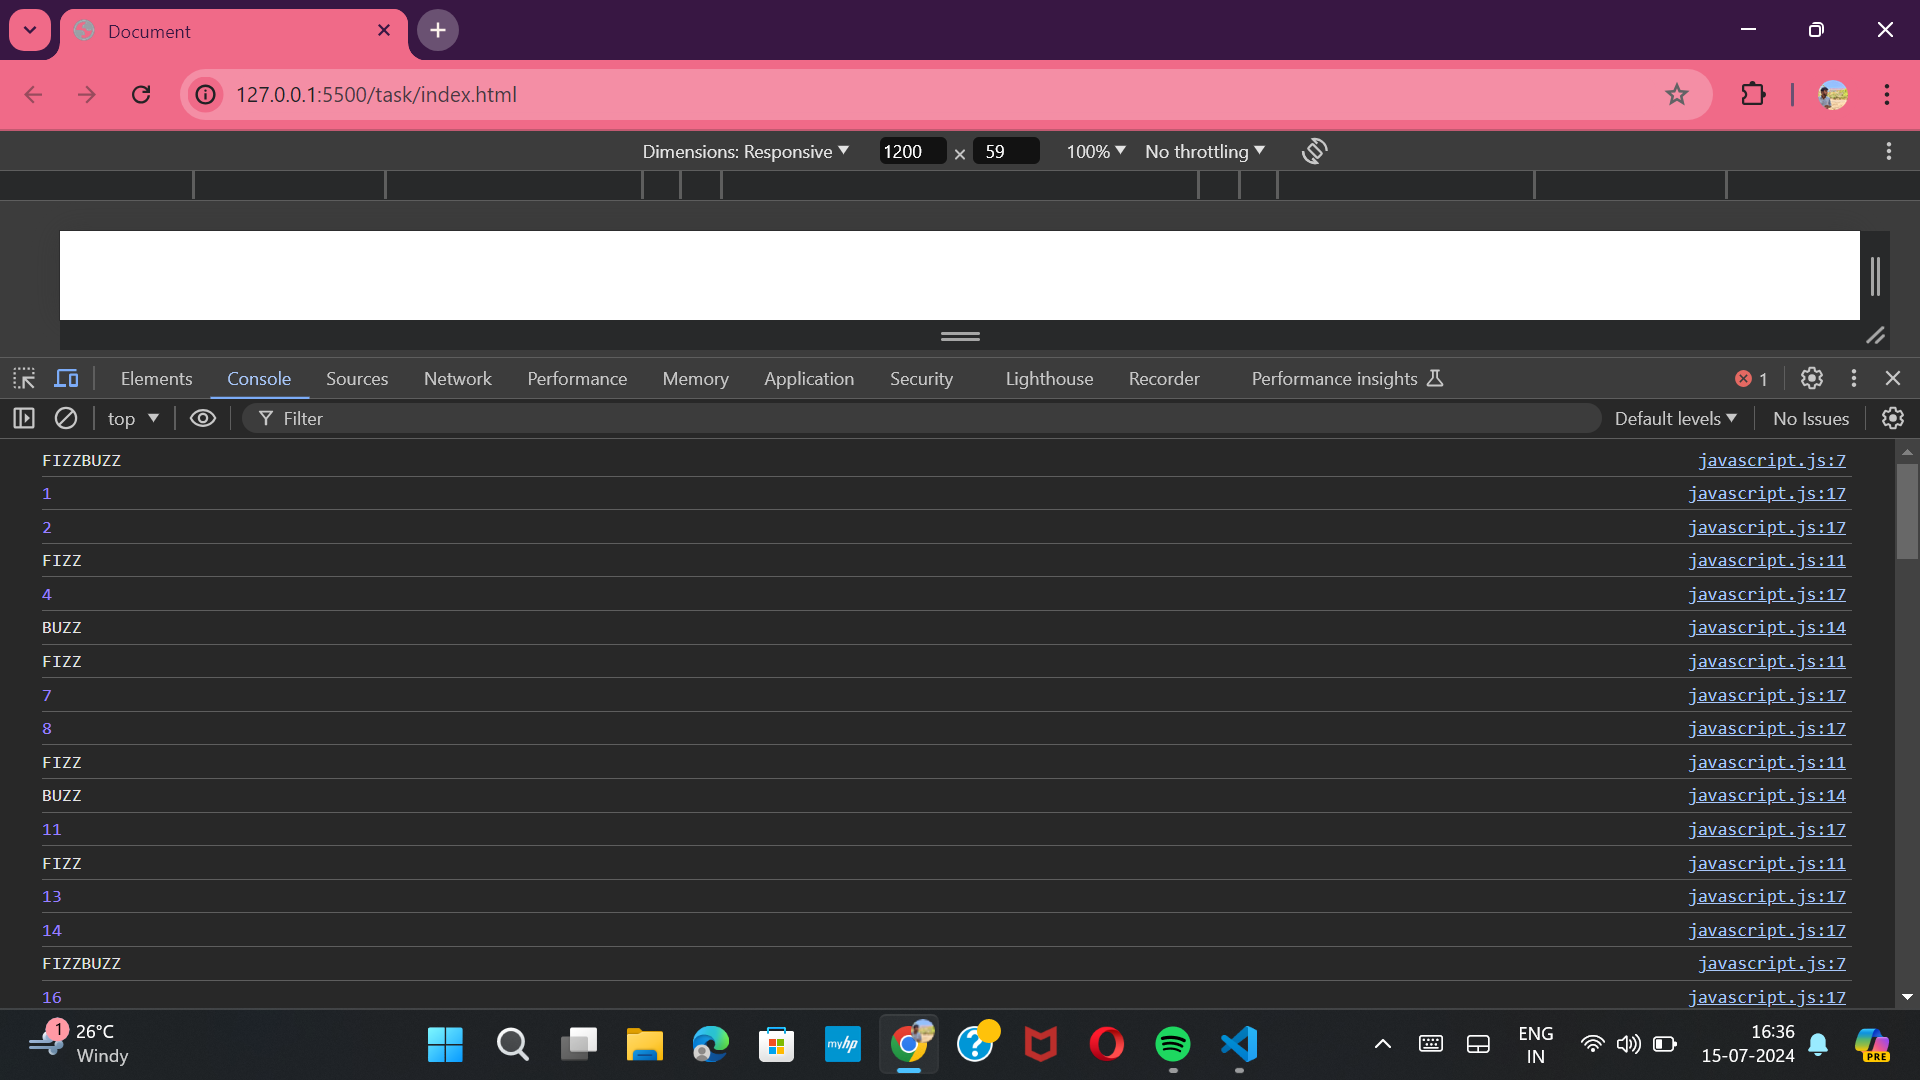 Document
127.0.0.1:5500/task/index.html
Dimensions: Responsive 1200 × 59 100% No throttling
Elements Console Sources Network Performance Memory Application Security Lighthouse Recorder Performance insights 1
top Filter Default levels No Issues
FIZZBUZZ javascript.js:7
1 javascript.js:17
2 javascript.js:17
FIZZ javascript.js:11
4 javascript.js:17
BUZZ javascript.js:14
FIZZ javascript.js:11
7 javascript.js:17
8 javascript.js:17
FIZZ javascript.js:11
BUZZ javascript.js:14
11 javascript.js:17
FIZZ javascript.js:11
13 javascript.js:17
14 javascript.js:17
FIZZBUZZ javascript.js:7
16 javascript.js:17
1 26°C
Windy
myhp
ENG
IN
16:36
15-07-2024
PRE